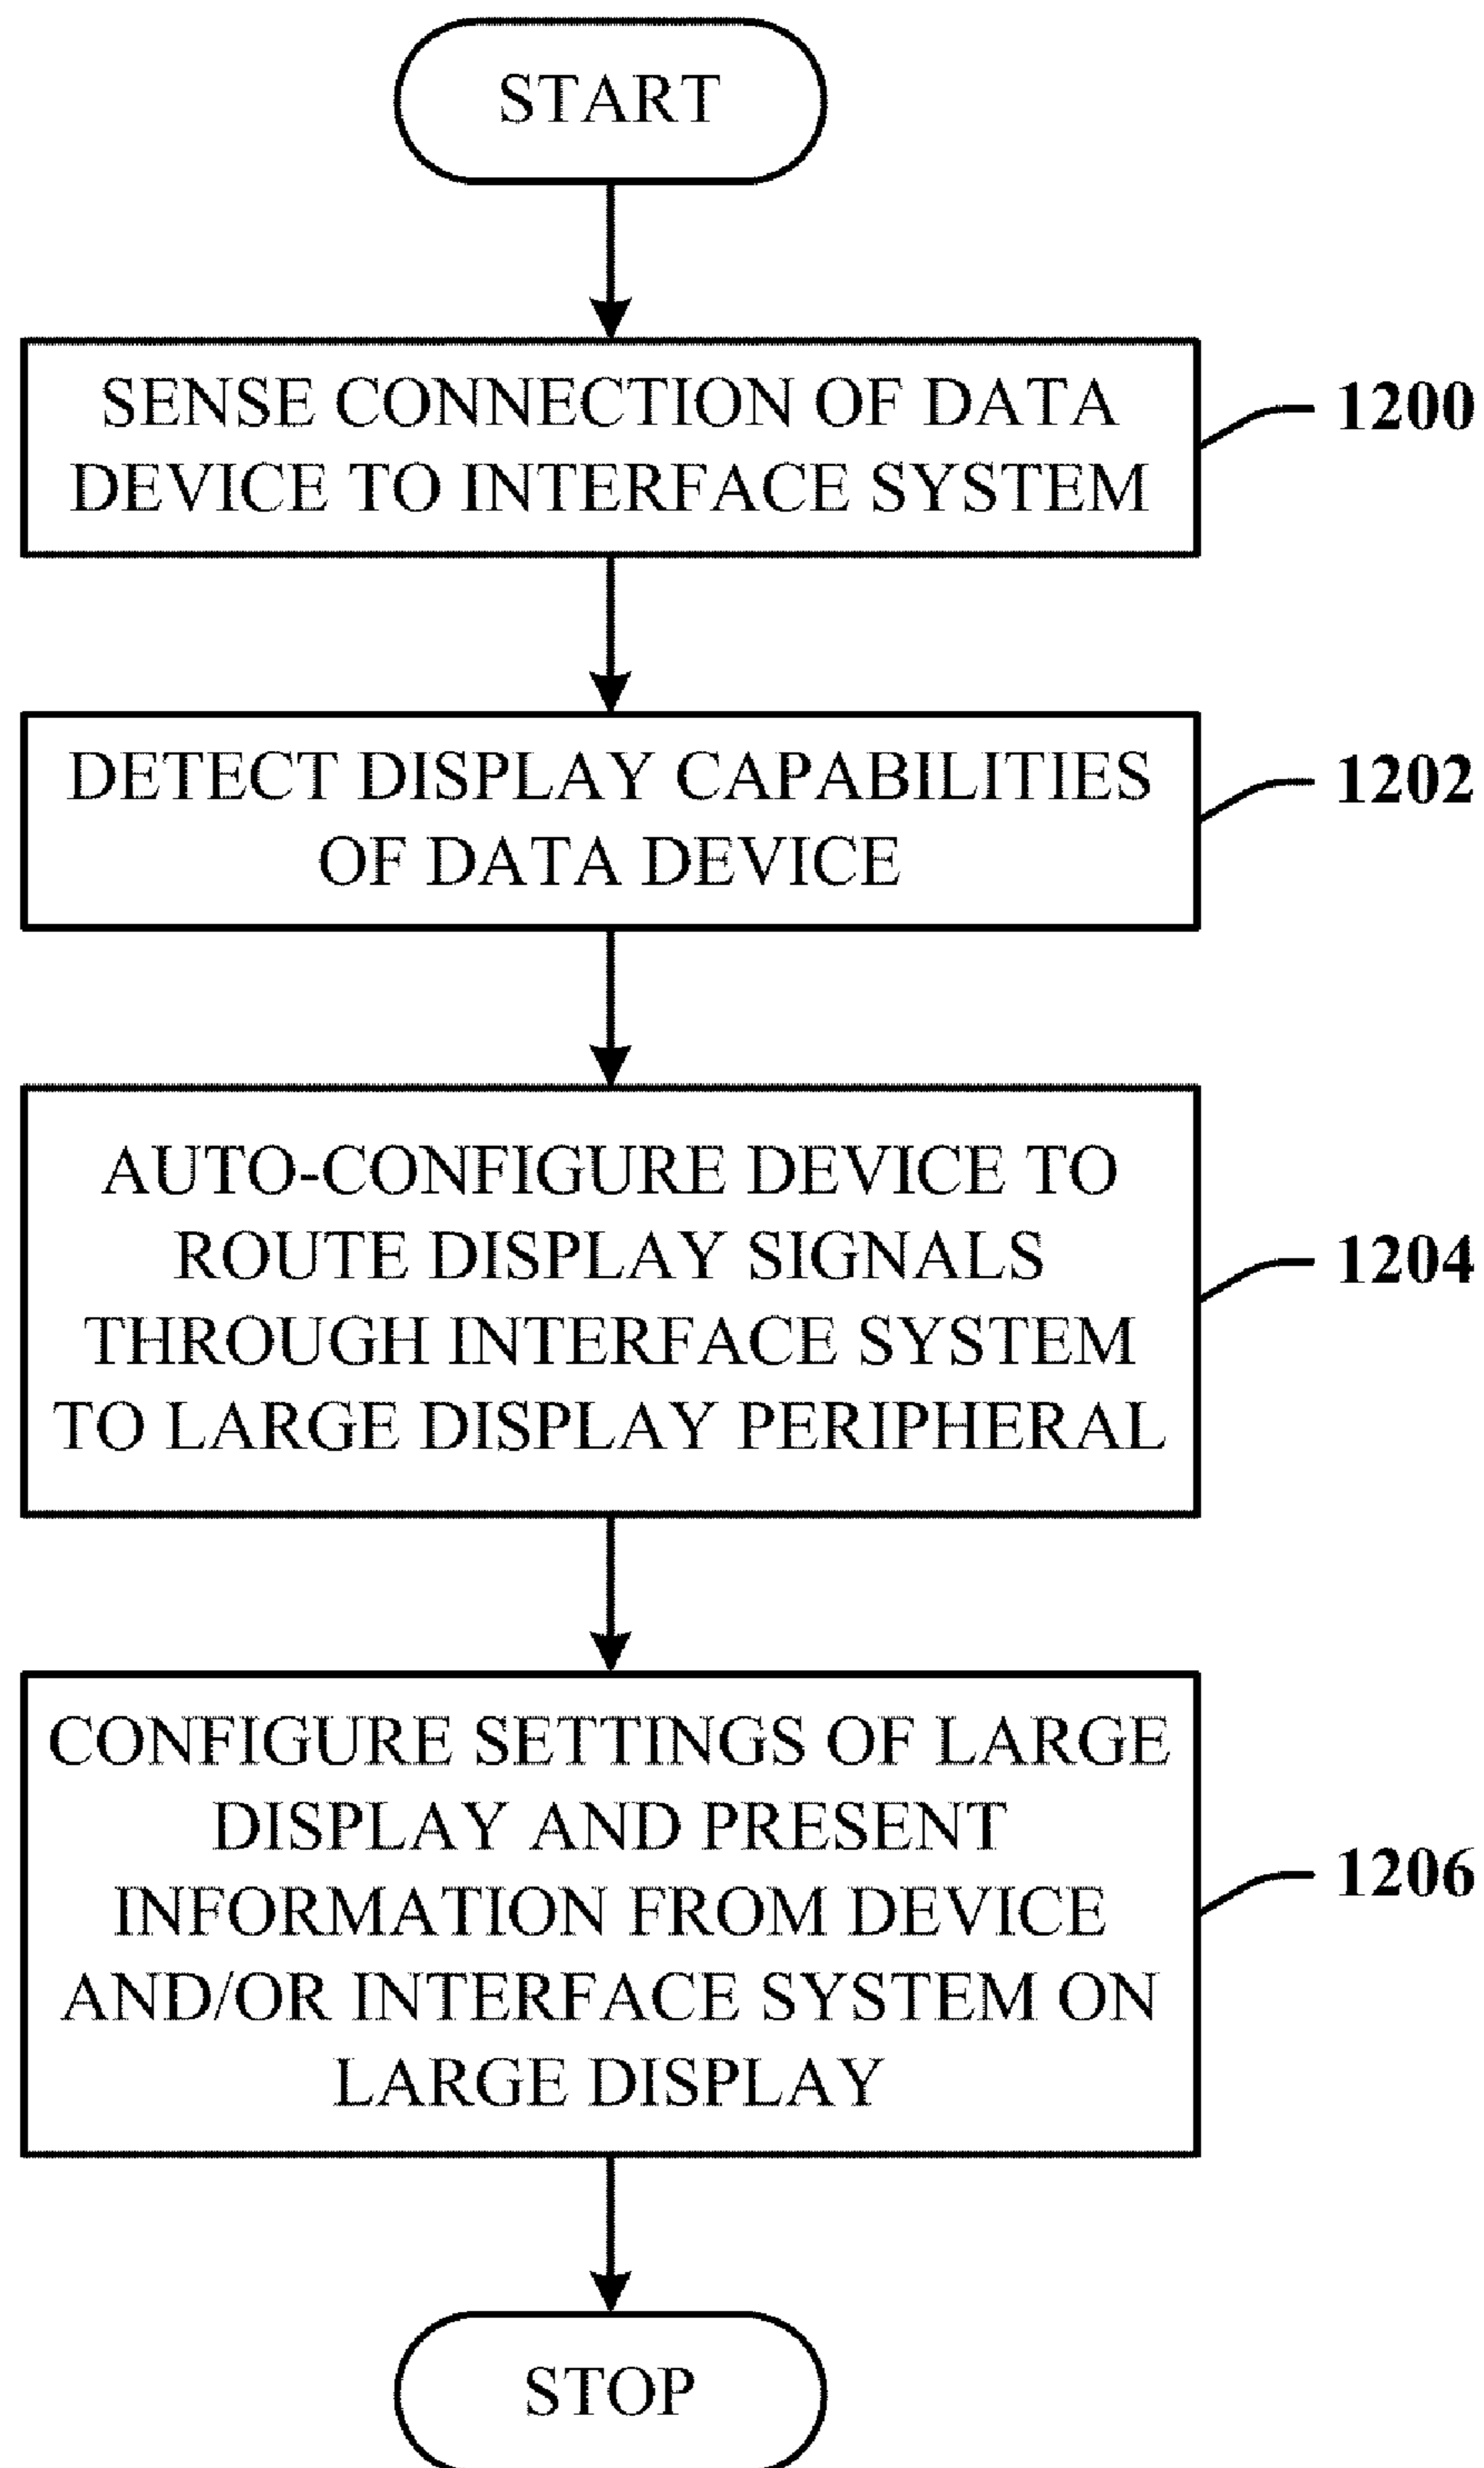 START
SENSE CONNECTION OF DATA
DEVICE TO INTERFACE SYSTEM
1200
DETECT DISPLAY CAPABILITIES
OF DATA DEVICE
1202
AUTO-CONFIGURE DEVICE TO
ROUTE DISPLAY SIGNALS
THROUGH INTERFACE SYSTEM
TO LARGE DISPLAY PERIPHERAL
1204
CONFIGURE SETTINGS OF LARGE
DISPLAY AND PRESENT
INFORMATION FROM DEVICE
AND/OR INTERFACE SYSTEM ON
LARGE DISPLAY
1206
STOP